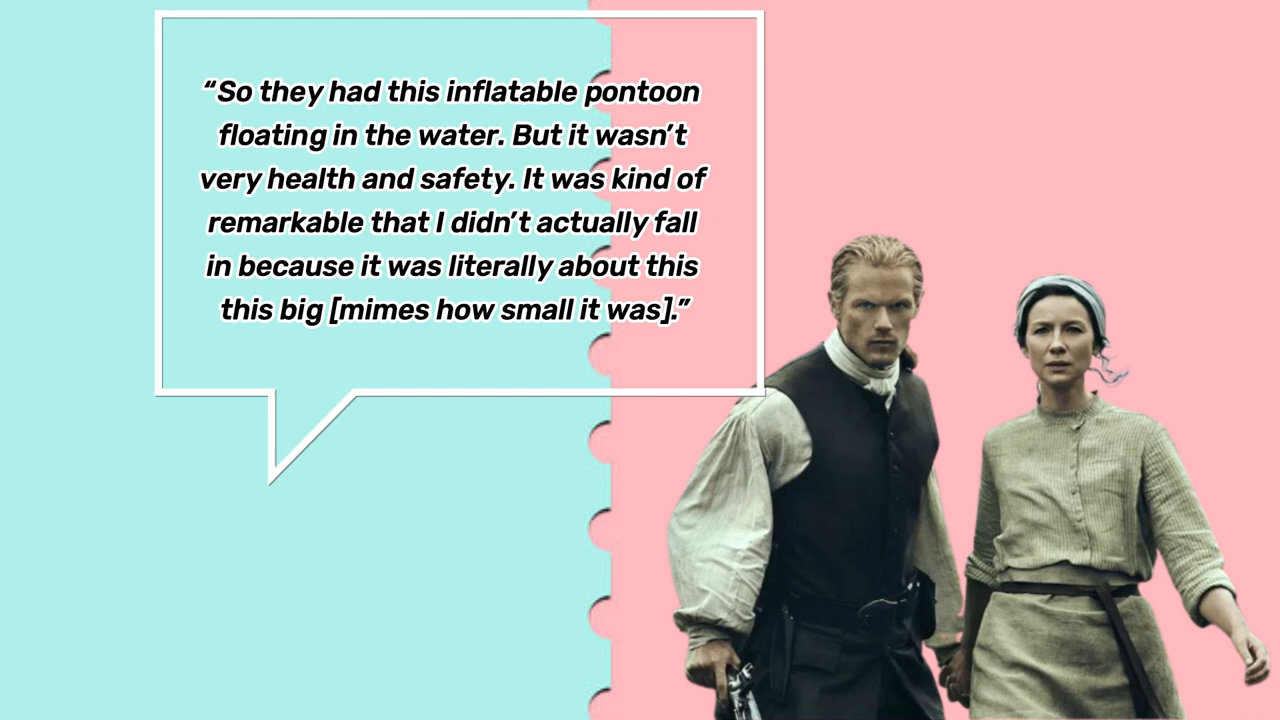 “So they had this inflatable pontoon
floating in the water. But it wasn’t
very health and safety. It was kind of
remarkable that I didn’t actually fall
in because it was literally about this
this big [mimes how small it was].”